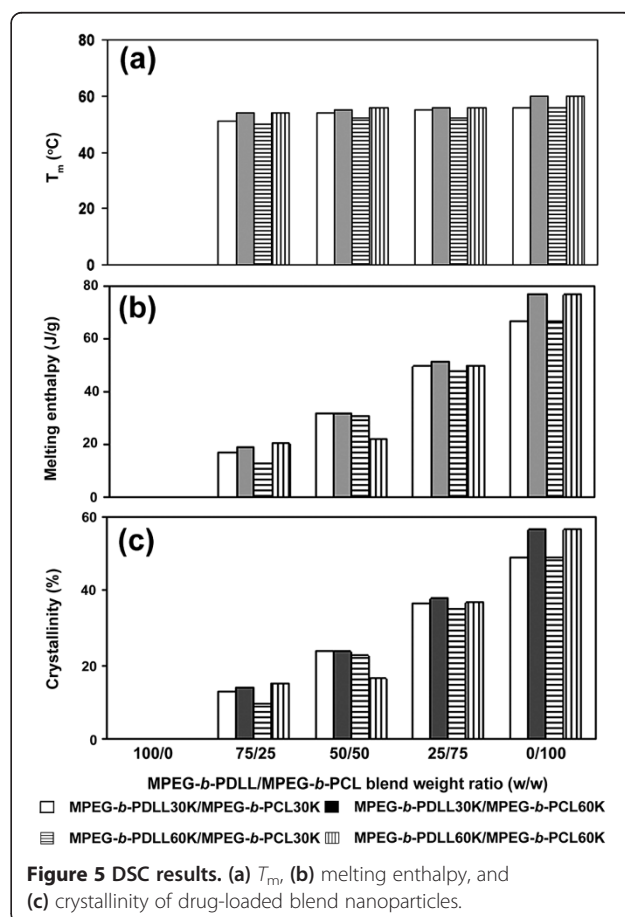 (a)
80
60
40
20
0
Tm (°C)
(b)
80
60
40
20
0
Melting enthalpy (J/g)
(c)
60
40
20
0
Crystallinity (%)
100/0 75/25 50/50 25/75 0/100
MPEG-b-PDLL/MPEG-b-PCL blend weight ratio (w/w)
MPEG-b-PDLL30K/MPEG-b-PCL30K MPEG-b-PDLL30K/MPEG-b-PCL60K
MPEG-b-PDLL60K/MPEG-b-PCL30K MPEG-b-PDLL60K/MPEG-b-PCL60K
Figure 5 DSC results. (a) Tm, (b) melting enthalpy, and
(c) crystallinity of drug-loaded blend nanoparticles.